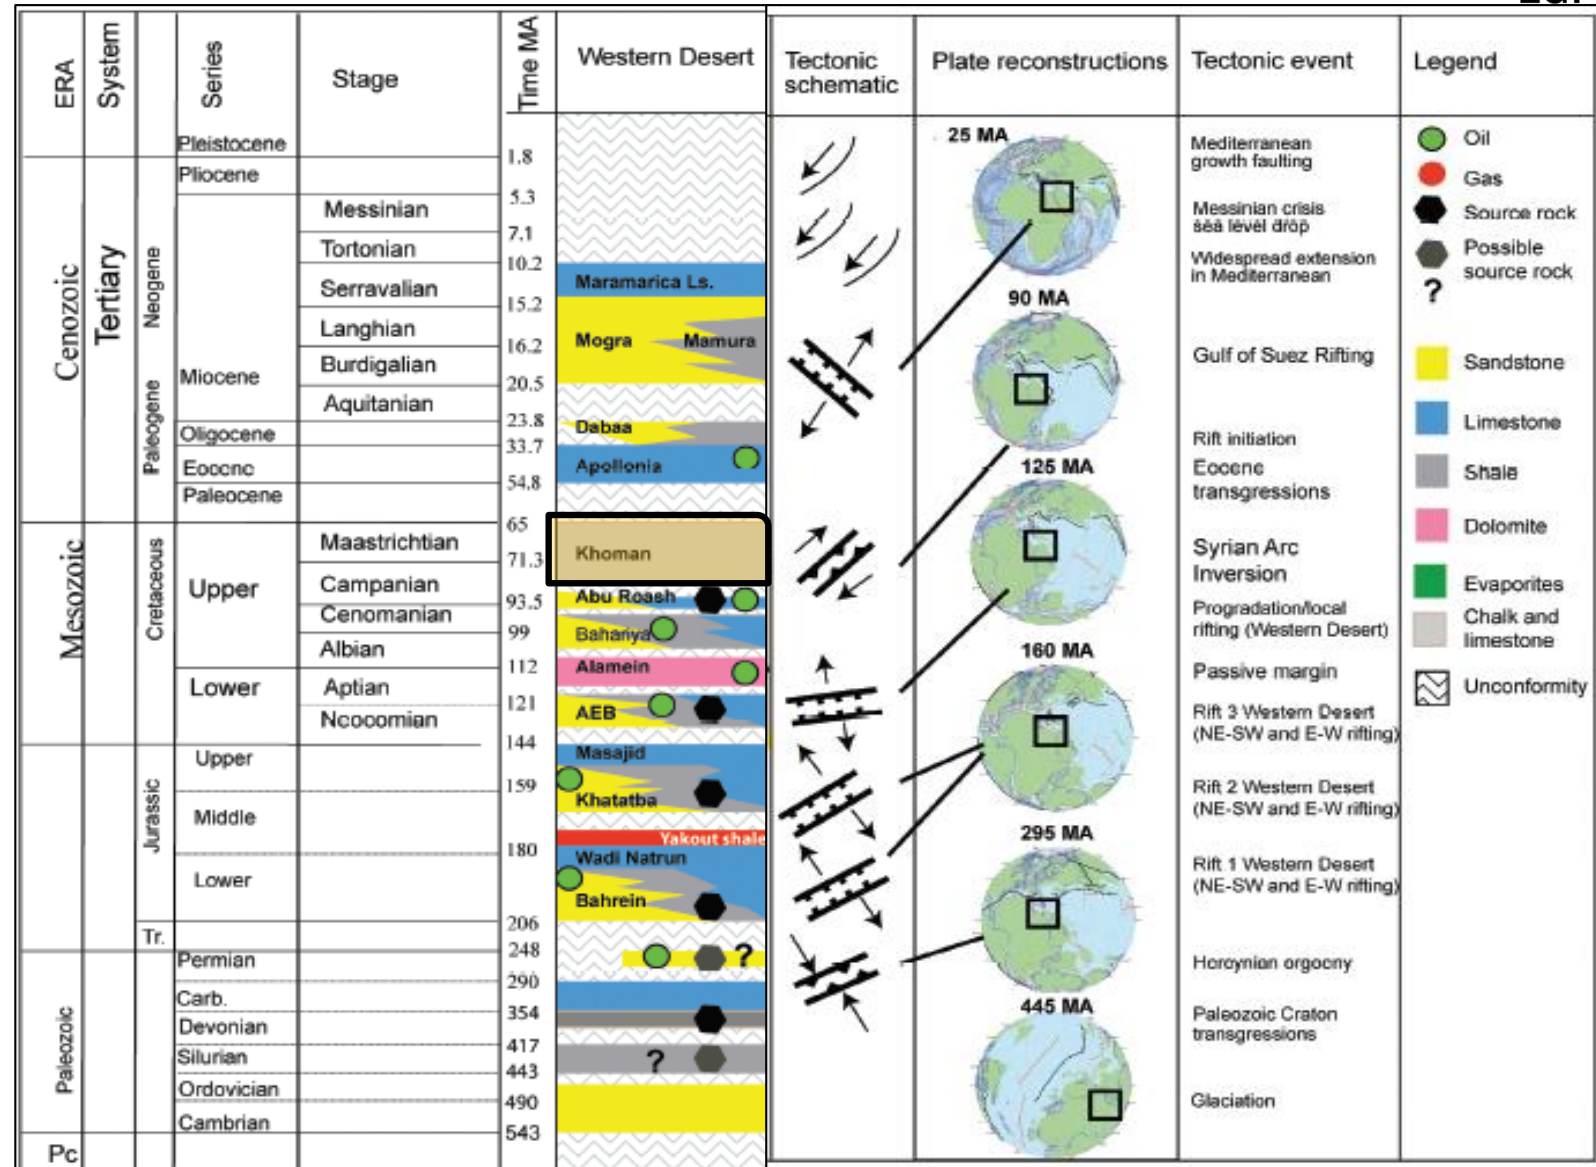 ERA
System
Series
Stage
Time MA
Western Desert
Tectonic
schematic
Plate reconstructions
Tectonic event
Legend
Cenozoic
Mesozoic
Paleozoic
Pc
Tertiary
Neogene
Paleogene
Cretaceous
Jurassic
Tr.
Pleistocene
Pliocene
Miocene
Oligocene
Eocene
Paleocene
Upper
Lower
Upper
Middle
Lower
Permian
Carb.
Devonian
Silurian
Ordovician
Cambrian
Messinian
Tortonian
Serravalian
Langhian
Burdigalian
Aquitanian
Maastrichtian
Campanian
Cenomanian
Albian
Aptian
Neocomian
1.8
5.3
7.1
10.2
15.2
16.2
20.5
23.8
33.7
54.8
65
71.3
93.5
99
112
121
144
159
180
206
248
290
354
417
443
490
543
Maramarica Ls.
Mogra
Mamura
Dabaa
Apollonia
Khoman
Abu Roash
Bahariya
Alamein
AEB
Masajid
Khatatba
Yakout shale
Wadi Natrun
Bahrein
?
?
25 MA
90 MA
125 MA
160 MA
295 MA
445 MA
Mediterranean
growth faulting
Messinian crisis
sea level drop
Widespread extension
in Mediterranean
Gulf of Suez Rifting
Rift initiation
Eocene
transgressions
Syrian Arc
Inversion
Progradation/local
rifting (Western Desert)
Passive margin
Rift 3 Western Desert
(NE-SW and E-W rifting)
Rift 2 Western Desert
(NE-SW and E-W rifting)
Rift 1 Western Desert
(NE-SW and E-W rifting)
Hercynian orgocny
Paleozoic Craton
transgressions
Glaciation
Oil
Gas
Source rock
Possible
source rock
?
Sandstone
Limestone
Shale
Dolomite
Evaporites
Chalk and
limestone
Unconformity